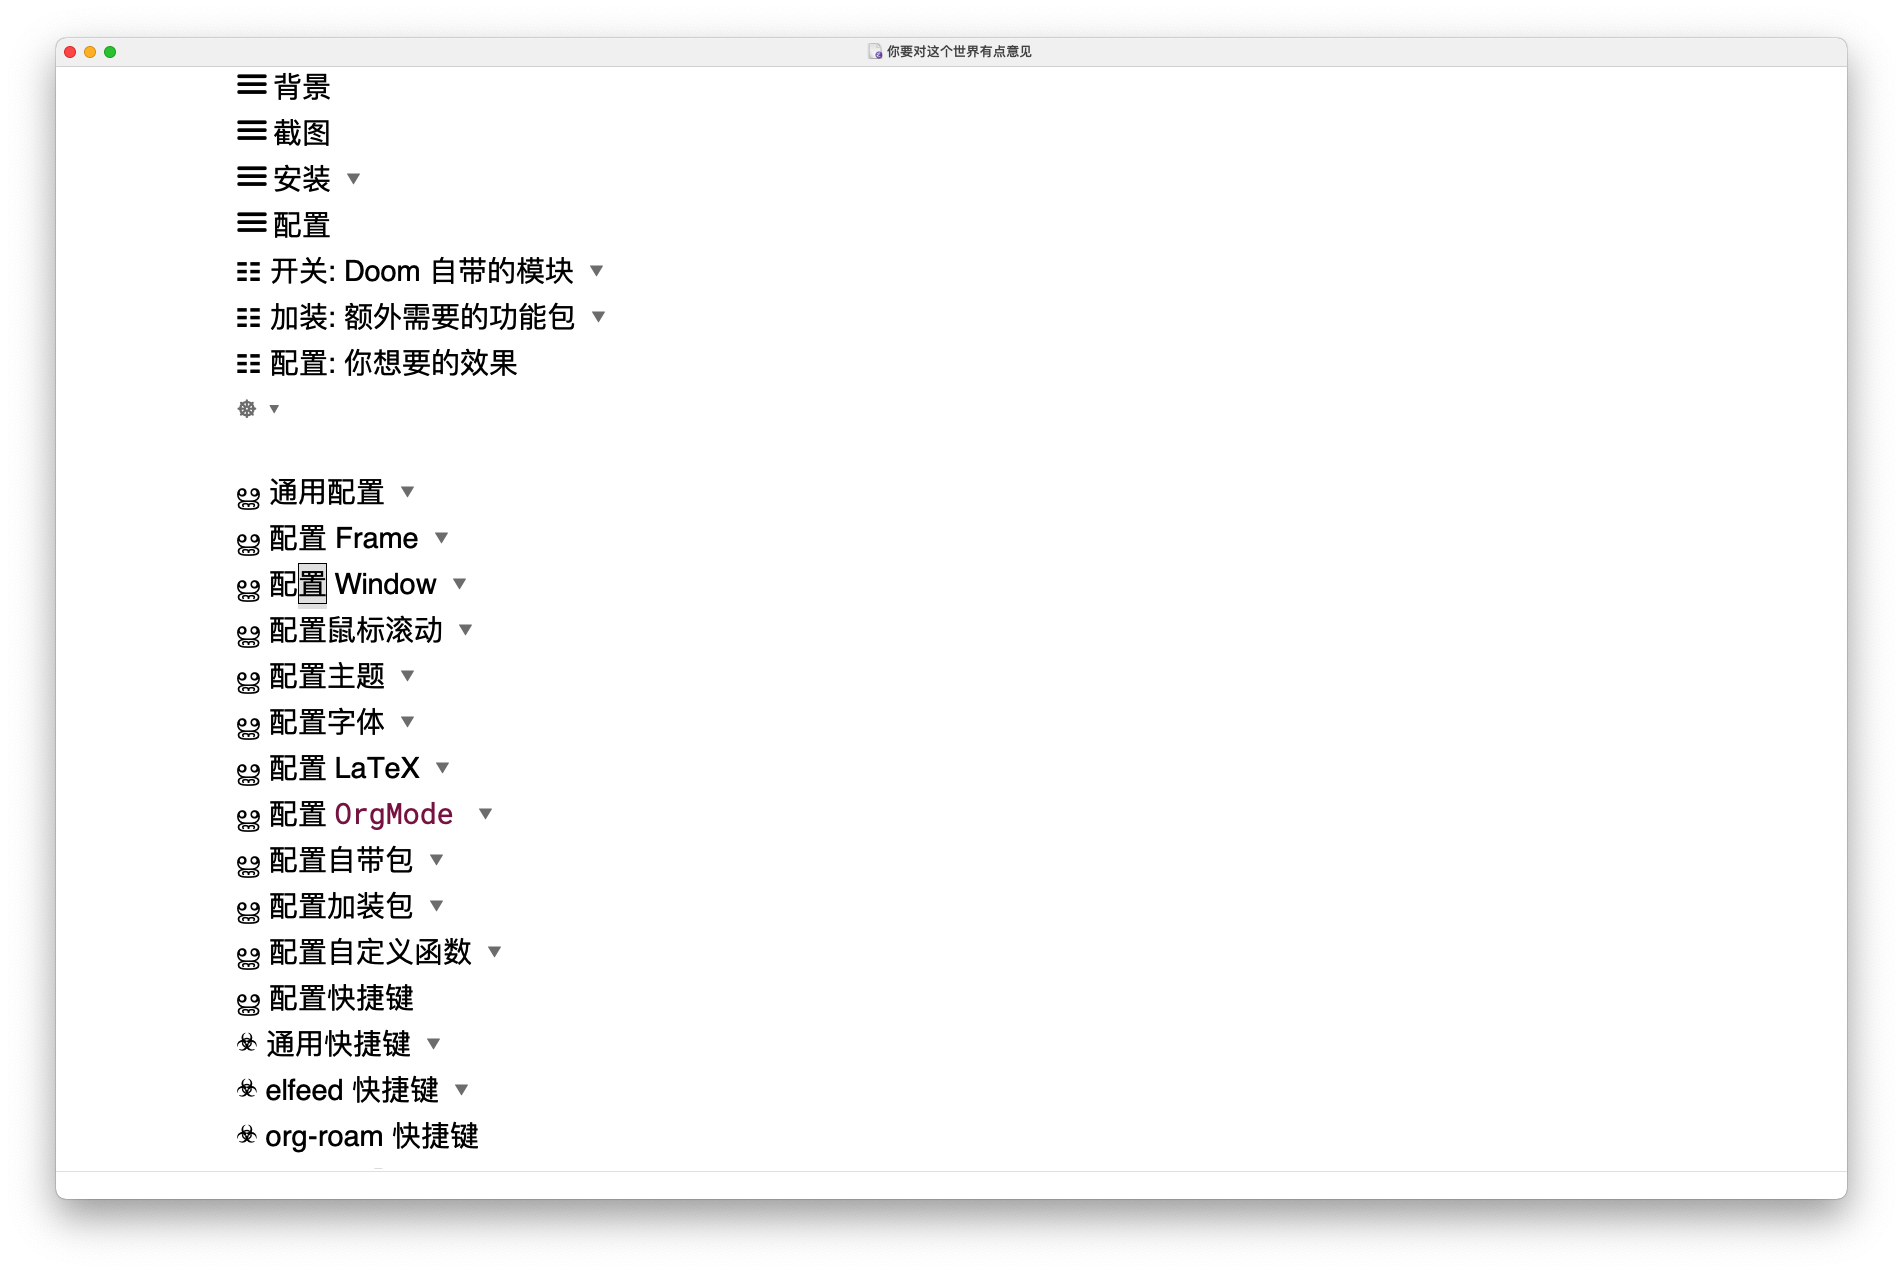 你要对这个世界有点意见
背景
截图
安装
配置
开关: Doom 自带的模块
加装: 额外需要的功能包
配置: 你想要的效果
通用配置
配置 Frame
配置 Window
配置鼠标滚动
配置主题
配置字体
配置 LaTeX
配置 OrgMode
配置自带包
配置加装包
配置自定义函数
配置快捷键
通用快捷键
elfeed 快捷键
org-roam 快捷键